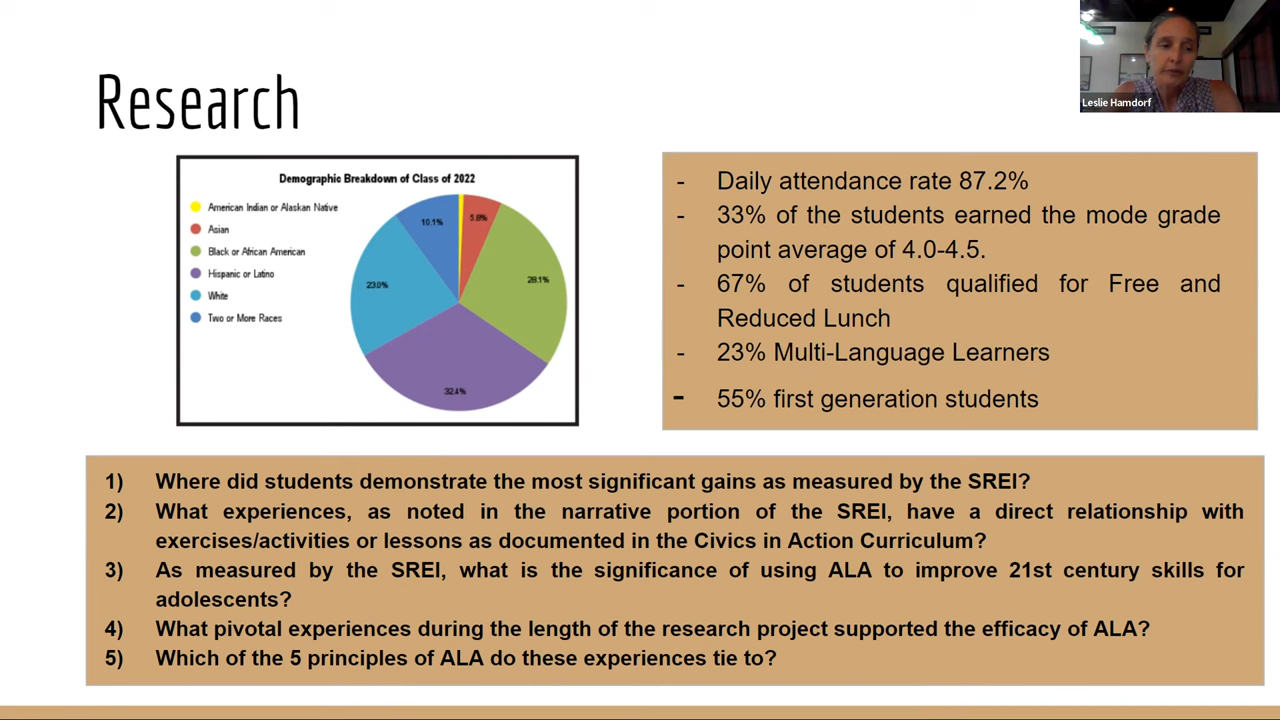 Research
Leslie Hamdorf
Demographic Breakdown of Class of 2022
American Indian or Alaskan Native
Asian
Black or African American
Hispanic or Latino
White
Two or More Races
10.1%
5.8%
28.1%
23.0%
32.4%
- Daily attendance rate 87.2%
- 33% of the students earned the mode grade
point average of 4.0-4.5.
- 67% of students qualified for Free and
Reduced Lunch
- 23% Multi-Language Learners
- 55% first generation students
1) Where did students demonstrate the most significant gains as measured by the SREI?
2) What experiences, as noted in the narrative portion of the SREI, have a direct relationship with
exercises/activities or lessons as documented in the Civics in Action Curriculum?
3) As measured by the SREI, what is the significance of using ALA to improve 21st century skills for
adolescents?
4) What pivotal experiences during the length of the research project supported the efficacy of ALA?
5) Which of the 5 principles of ALA do these experiences tie to?